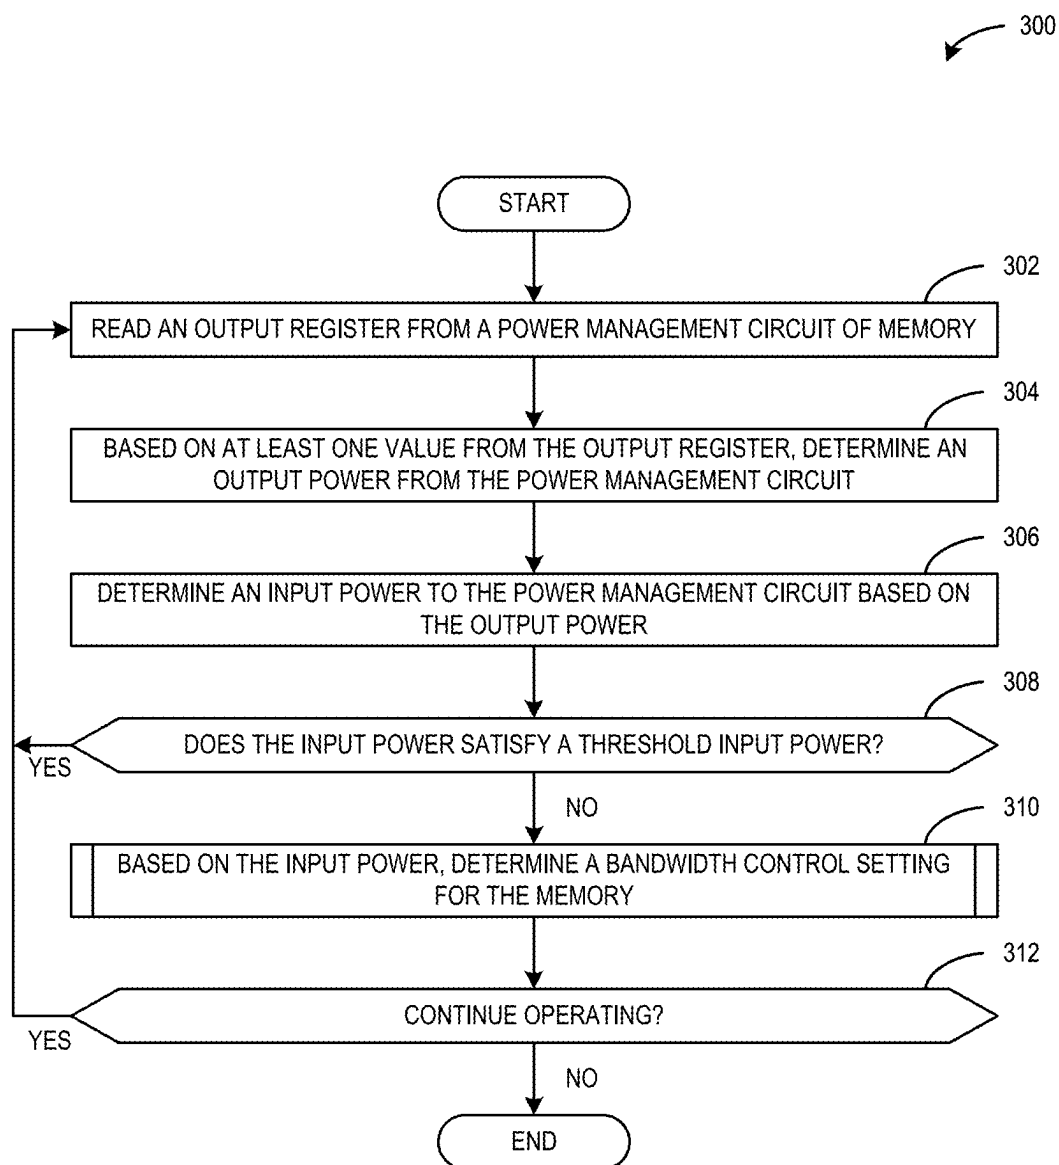 300
START
302
READ AN OUTPUT REGISTER FROM A POWER MANAGEMENT CIRCUIT OF MEMORY
304
BASED ON AT LEAST ONE VALUE FROM THE OUTPUT REGISTER, DETERMINE AN
OUTPUT POWER FROM THE POWER MANAGEMENT CIRCUIT
306
DETERMINE AN INPUT POWER TO THE POWER MANAGEMENT CIRCUIT BASED ON
THE OUTPUT POWER
308
DOES THE INPUT POWER SATISFY A THRESHOLD INPUT POWER?
YES
NO
310
BASED ON THE INPUT POWER, DETERMINE A BANDWIDTH CONTROL SETTING
FOR THE MEMORY
312
CONTINUE OPERATING?
YES
NO
END